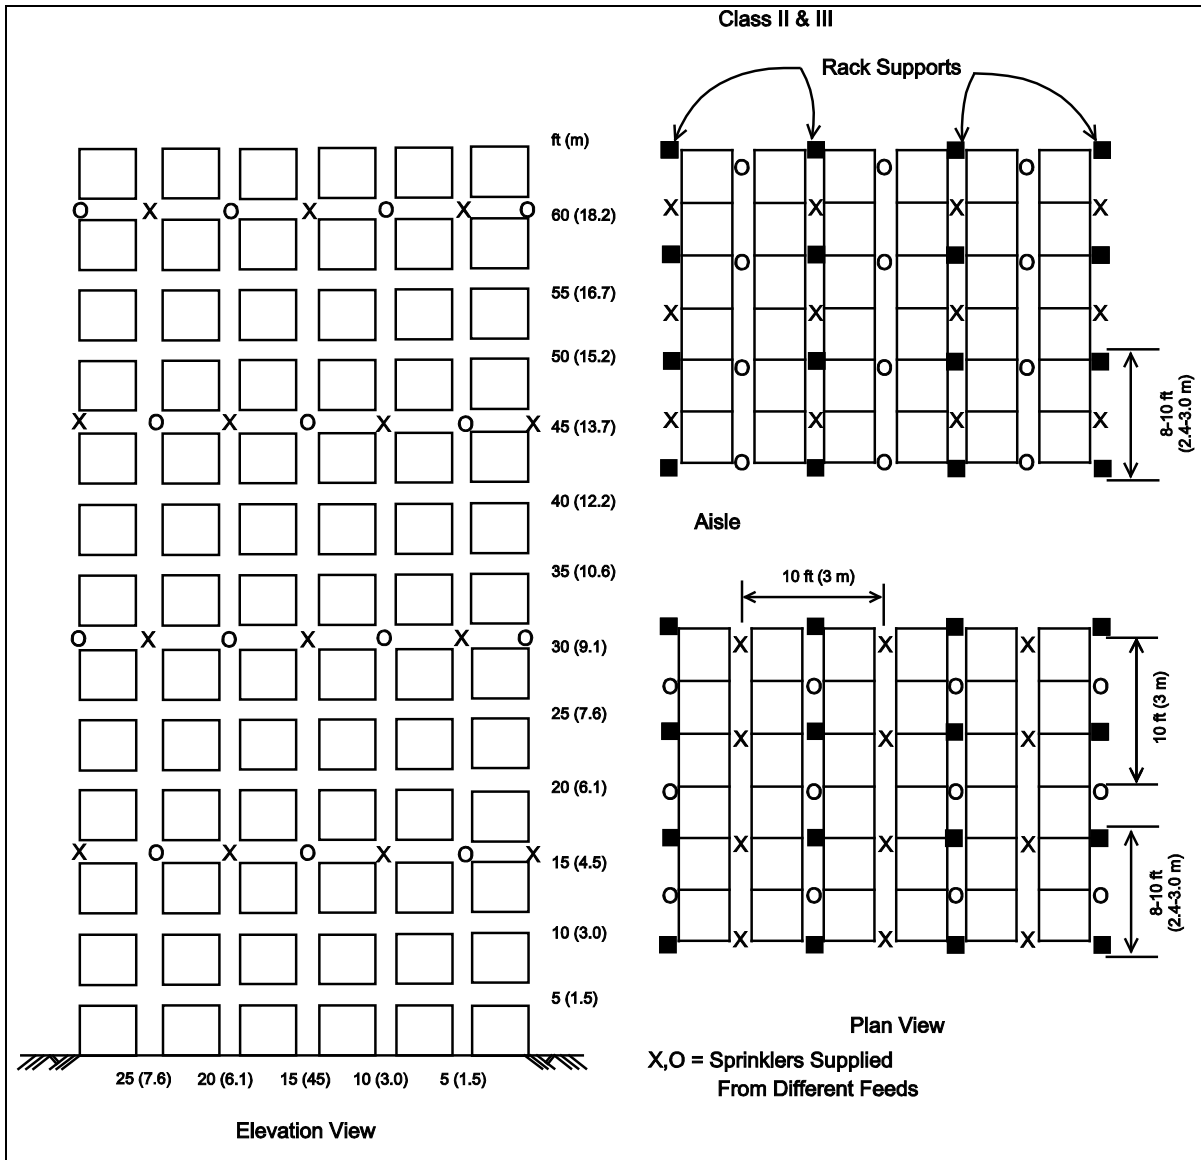 Class II & III
Rack Supports
ft (m)
O X O X O X O
60 (18.2)
55 (16.7)
50 (15.2)
X O X O X O X
45 (13.7)
40 (12.2)
35 (10.6)
O X O X O X O
30 (9.1)
25 (7.6)
20 (6.1)
X O X O X O X
15 (4.5)
10 (3.0)
5 (1.5)
25 (7.6) 20 (6.1) 15 (45) 10 (3.0) 5 (1.5)
Elevation View
O O O
X X X X
O O O
X X X X
O O O
X X X X
O O O
8-10 ft
(2.4-3.0 m)
Aisle
10 ft (3 m)
X X X
O O O O
X X X
O O O O
X X X
O O O O
X X X
10 ft (3 m)
8-10 ft
(2.4-3.0 m)
Plan View
X,O = Sprinklers Supplied
From Different Feeds